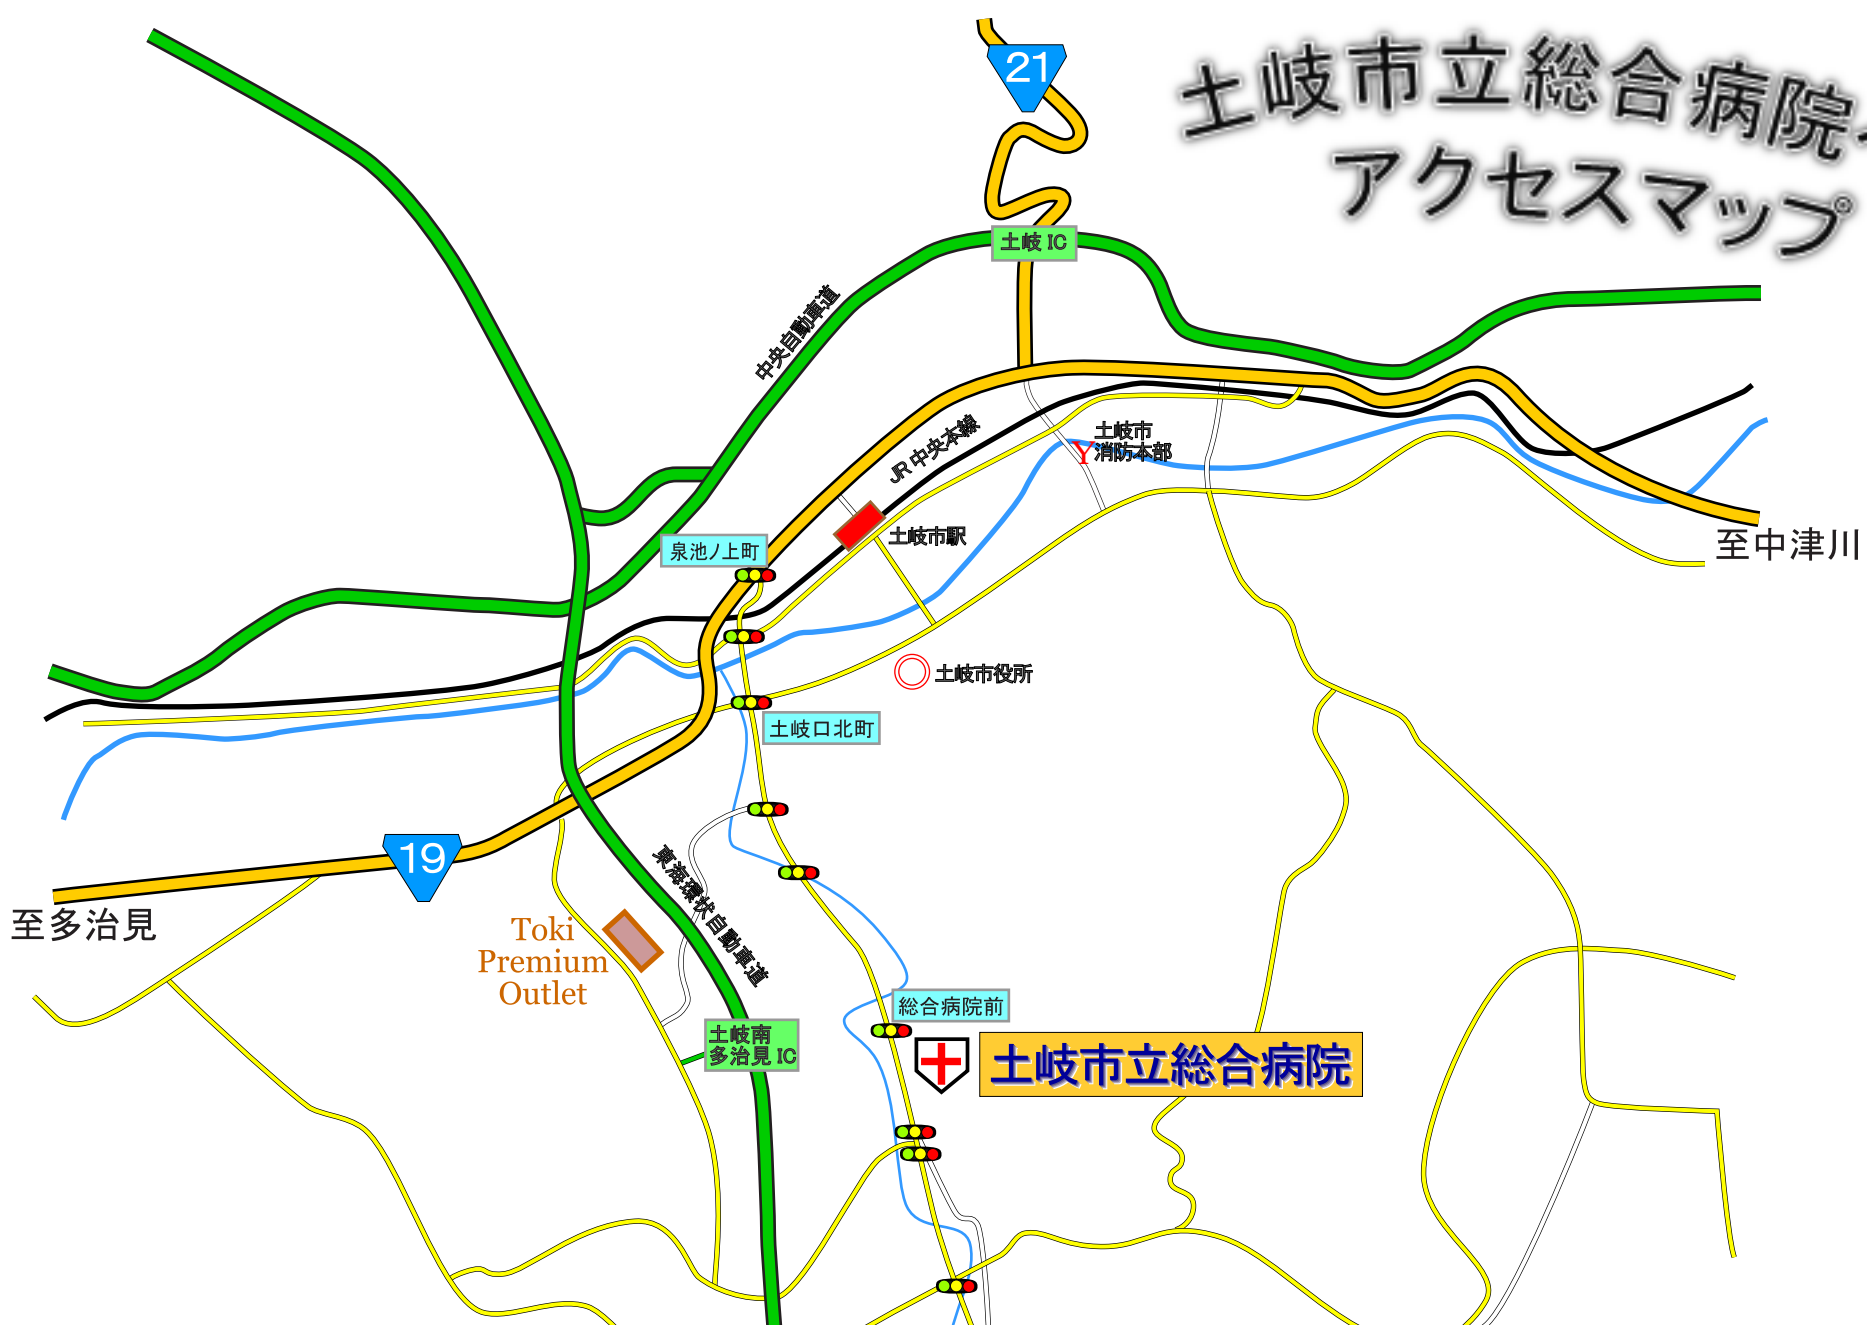 21
土岐市立総合病院
アクセスマップ
土岐 IC
中央自動車道
JR 中央本線
土岐市
消防本部
土岐市駅
泉池ノ上町
至中津川
土岐市役所
土岐口北町
19
至多治見
東海環状自動車道
Toki
Premium
Outlet
土岐南
多治見 IC
総合病院前
土岐市立総合病院